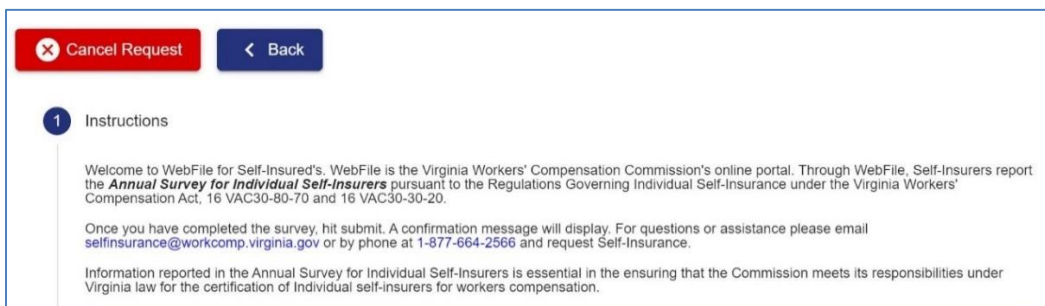 Cancel Request
Back
1 Instructions
Welcome to WebFile for Self-Insured's. WebFile is the Virginia Workers' Compensation Commission's online portal. Through WebFile, Self-Insurers report
the Annual Survey for Individual Self-Insurers pursuant to the Regulations Governing Individual Self-Insurance under the Virginia Workers'
Compensation Act, 16 VAC30-80-70 and 16 VAC30-30-20.
Once you have completed the survey, hit submit. A confirmation message will display. For questions or assistance please email
selfinsurance@workcomp.virginia.gov or by phone at 1-877-664-2566 and request Self-Insurance.
Information reported in the Annual Survey for Individual Self-Insurers is essential in the ensuring that the Commission meets its responsibilities under
Virginia law for the certification of Individual self-insurers for workers compensation.